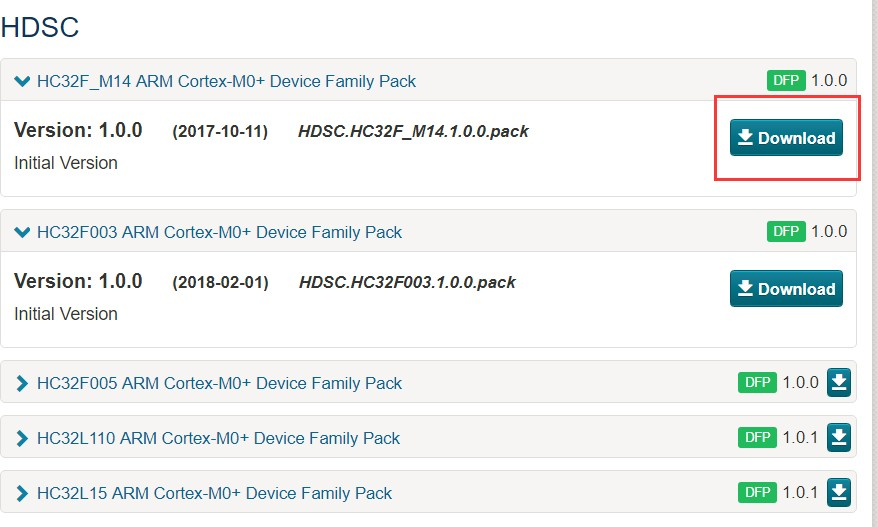 HDSC
HC32F_M14 ARM Cortex-M0+ Device Family Pack DFP 1.0.0
Version: 1.0.0 (2017-10-11) HDSC.HC32F_M14.1.0.0.pack Download
Initial Version
HC32F003 ARM Cortex-M0+ Device Family Pack DFP 1.0.0
Version: 1.0.0 (2018-02-01) HDSC.HC32F003.1.0.0.pack Download
Initial Version
HC32F005 ARM Cortex-M0+ Device Family Pack DFP 1.0.0
HC32L110 ARM Cortex-M0+ Device Family Pack DFP 1.0.1
HC32L15 ARM Cortex-M0+ Device Family Pack DFP 1.0.1